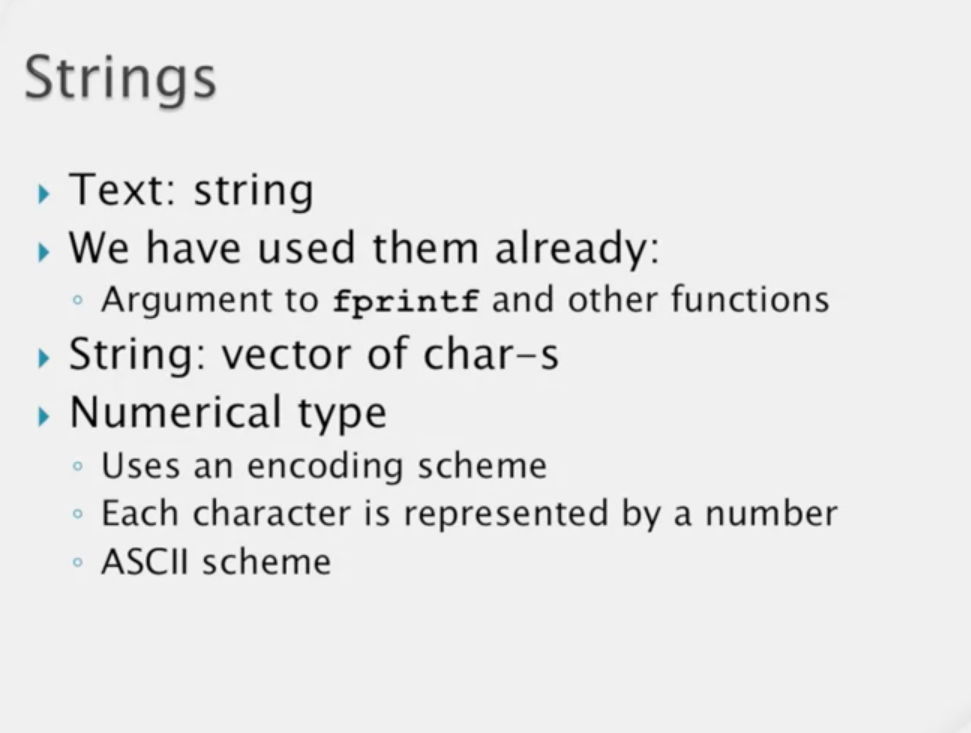 Strings
Text: string
We have used them already:
Argument to fprintf and other functions
String: vector of char-s
Numerical type
Uses an encoding scheme
Each character is represented by a number
ASCII scheme